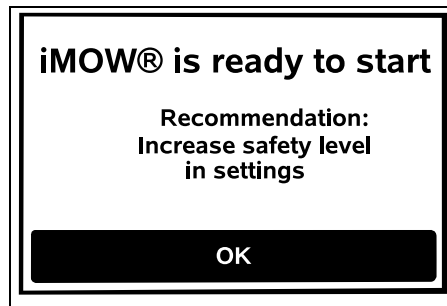 iMOW® is ready to start
Recommendation:
Increase safety level
in settings
OK